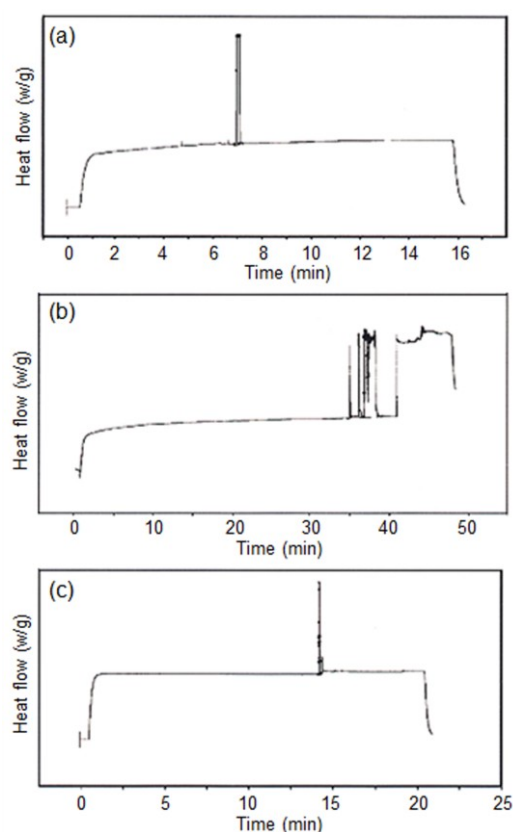 (a)
Heat flow (w/g)
0 2 4 6 8 10 12 14 16
Time (min)
(b)
Heat flow (w/g)
0 10 20 30 40 50
Time (min)
(c)
Heat flow (w/g)
0 5 10 15 20 25
Time (min)